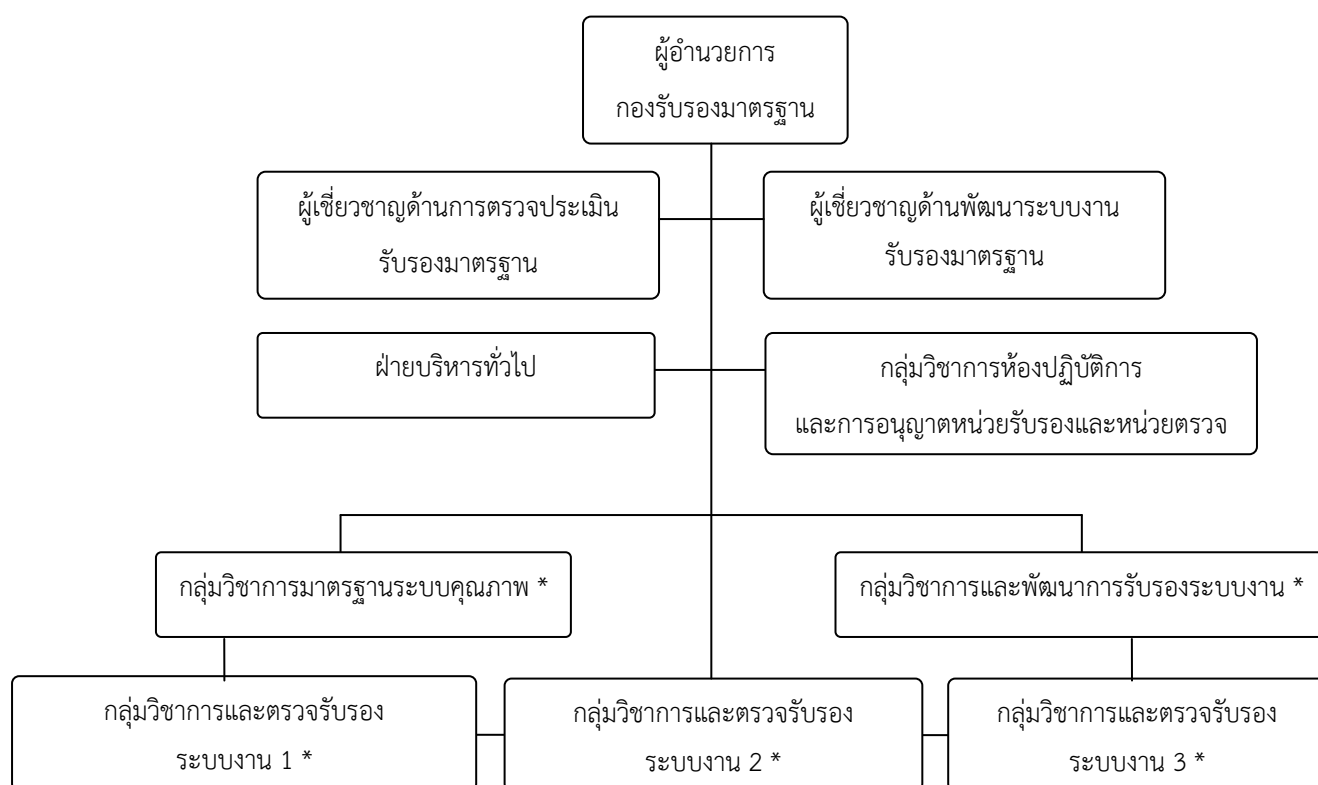 ผู้อำนวยการ
กองรับรองมาตรฐาน
ผู้เชี่ยวชาญด้านการตรวจประเมิน
รับรองมาตรฐาน
ผู้เชี่ยวชาญด้านพัฒนาระบบงาน
รับรองมาตรฐาน
ฝ่ายบริหารทั่วไป
กลุ่มวิชาการห้องปฏิบัติการ
และการอนุญาตหน่วยรับรองและหน่วยตรวจ
กลุ่มวิชาการมาตรฐานระบบคุณภาพ *
กลุ่มวิชาการและพัฒนาการรับรองระบบงาน *
กลุ่มวิชาการและตรวจรับรอง
ระบบงาน 1 *
กลุ่มวิชาการและตรวจรับรอง
ระบบงาน 2 *
กลุ่มวิชาการและตรวจรับรอง
ระบบงาน 3 *